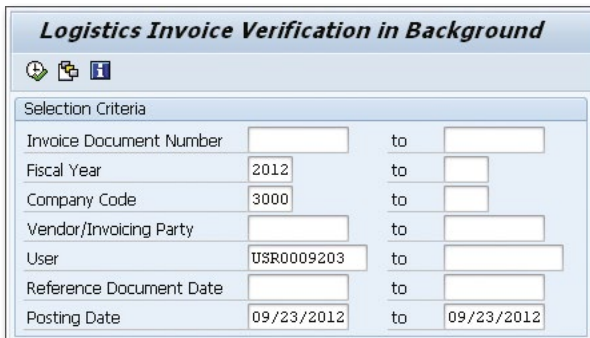 Logistics Invoice Verification in Background
Selection Criteria
Invoice Document Number to
Fiscal Year 2012 to
Company Code 3000 to
Vendor/Invoicing Party to
User USR0009203 to
Reference Document Date to
Posting Date 09/23/2012 to 09/23/2012